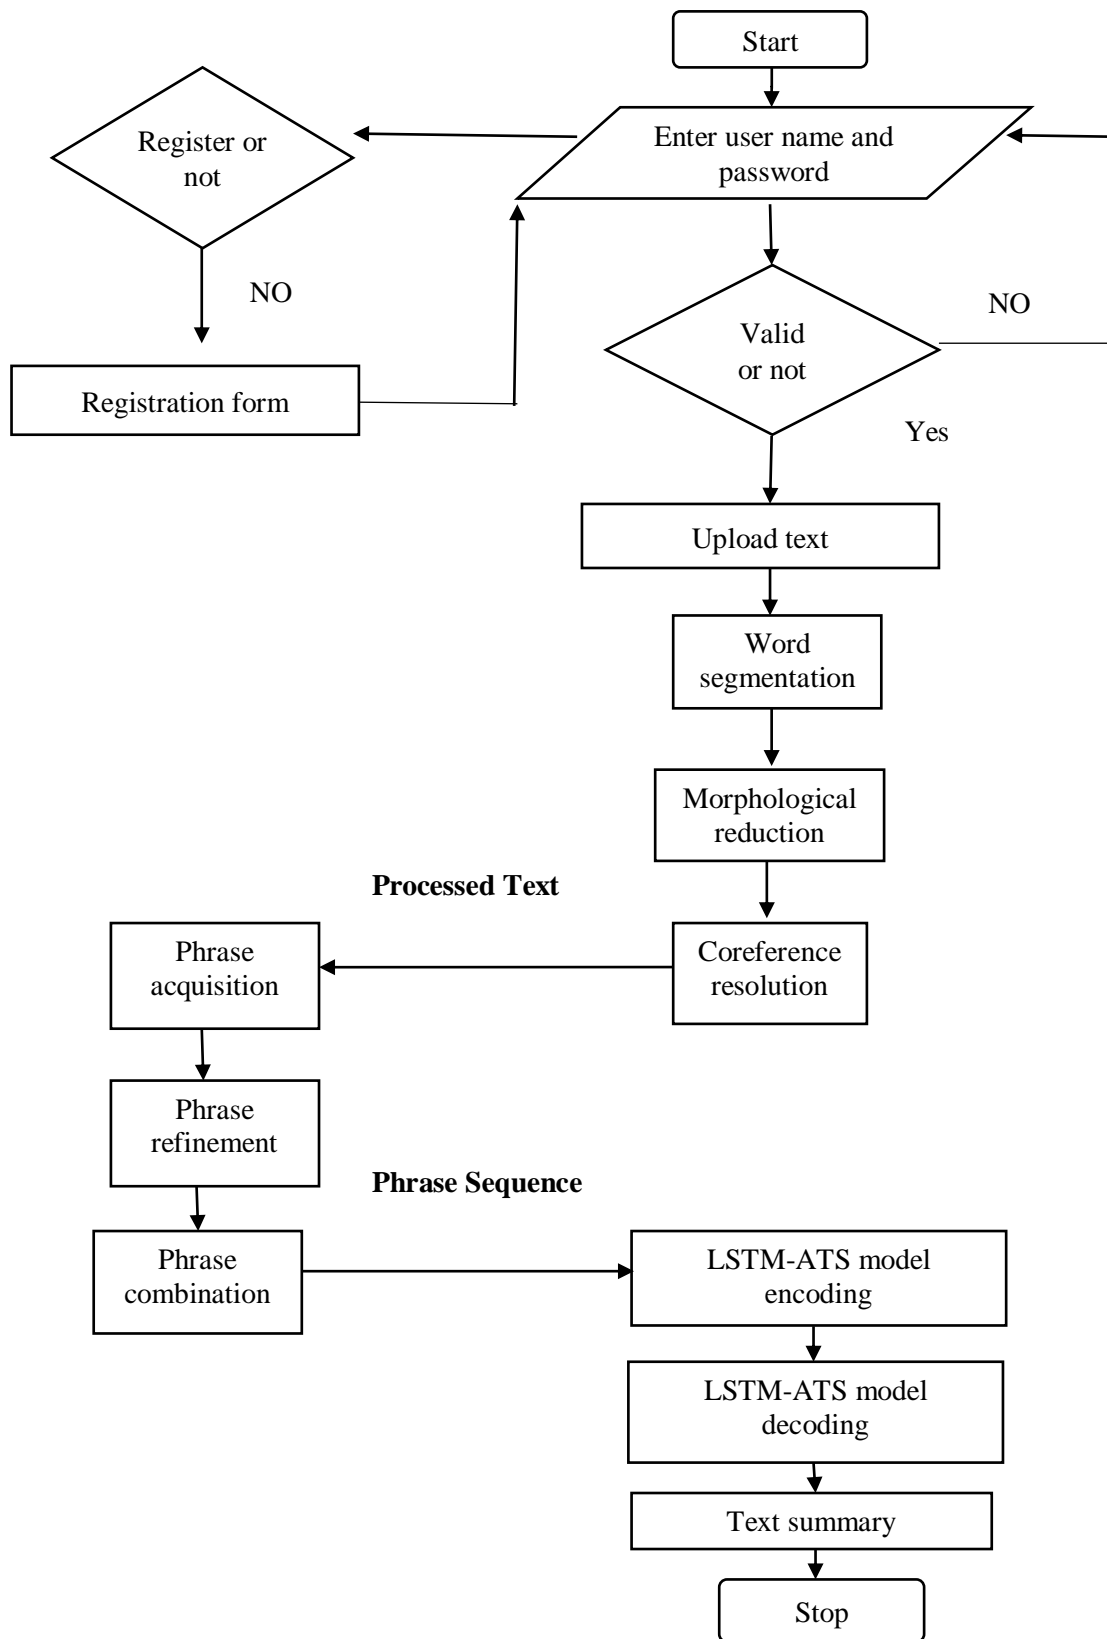 Start
Enter user name and
password
Register or
not
NO
Registration form
Valid
or not
NO
Yes
Upload text
Word
segmentation
Morphological
reduction
Processed Text
Coreference
resolution
Phrase
acquisition
Phrase
refinement
Phrase Sequence
Phrase
combination
LSTM-ATS model
encoding
LSTM-ATS model
decoding
Text summary
Stop